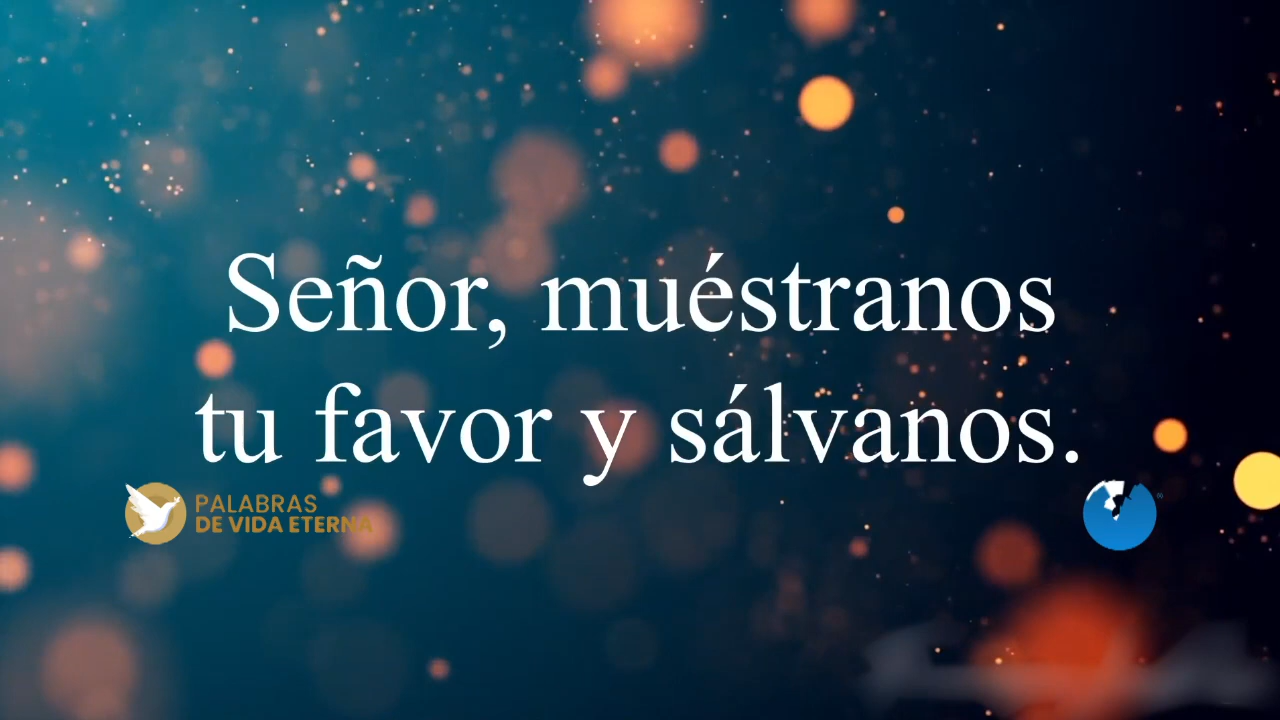 Señor, muéstranos
tu favor y sálvanos.
PALABRAS
DE VIDA ETERNA